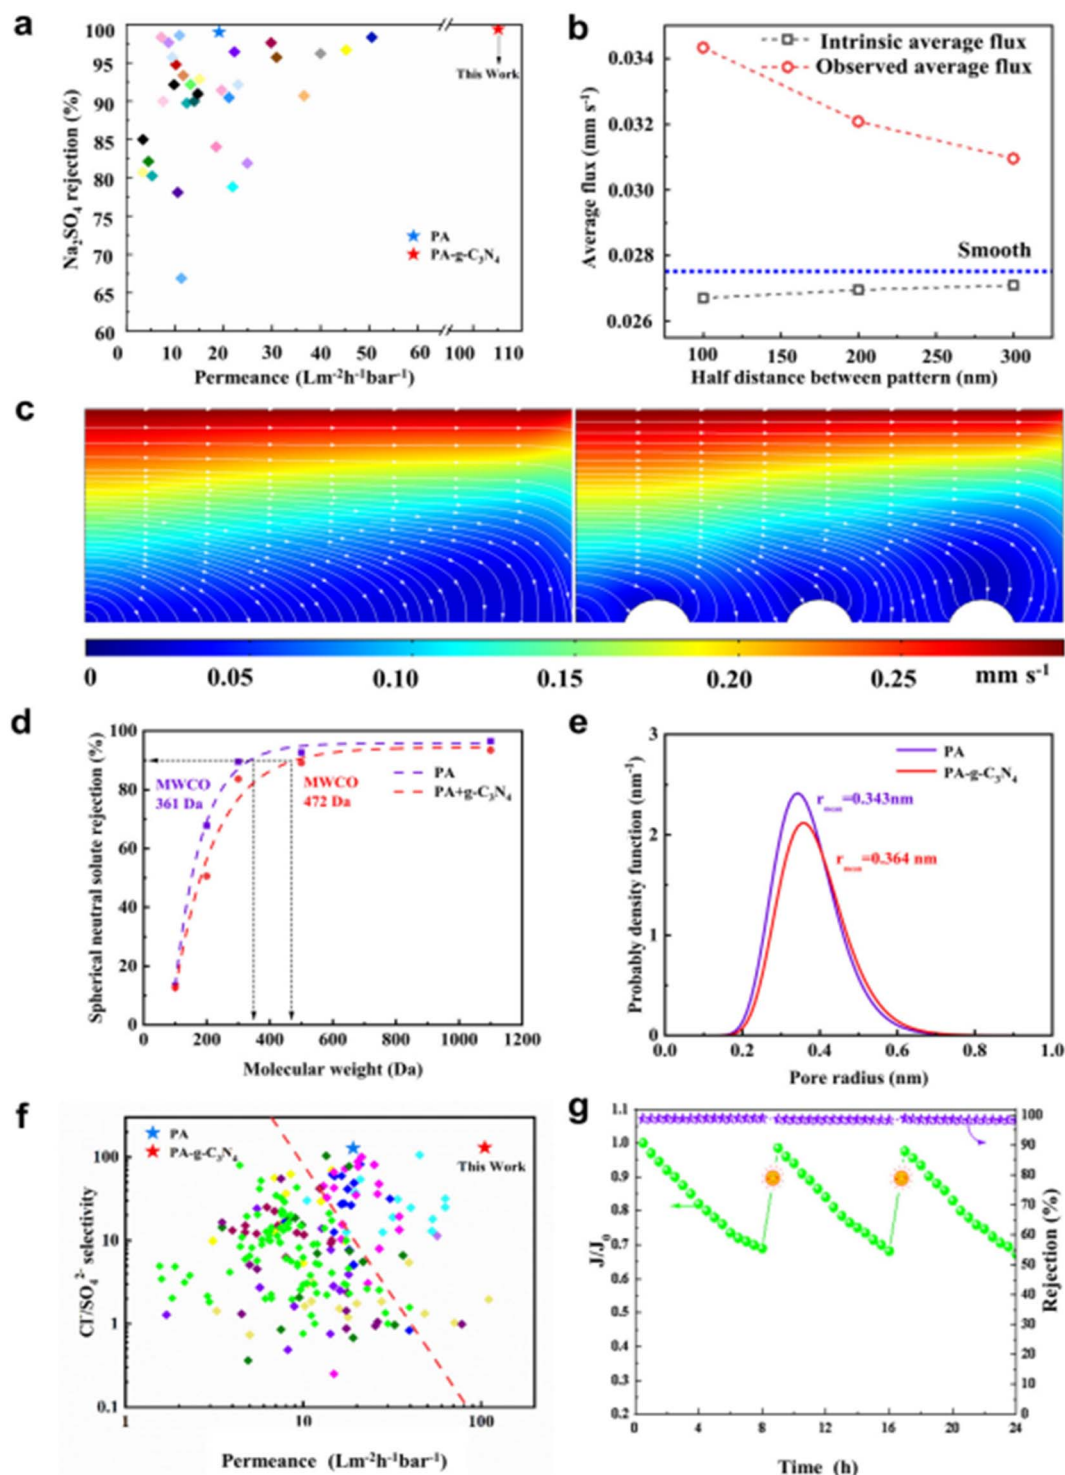 a
Na₂SO₄ rejection (%)
100
95
90
85
80
75
70
65
60
This Work
PA
PA-g-C₃N₄
0 10 20 30 40 50 60 100 110
Permeance (Lm⁻²h⁻¹bar⁻¹)
b
Average flux (mm s⁻¹)
0.034
0.032
0.030
0.028
0.026
Intrinsic average flux
Observed average flux
Smooth
100 150 200 250 300
Half distance between pattern (nm)
c
0 0.05 0.10 0.15 0.20 0.25 mm s⁻¹
d
Spherical neutral solute rejection (%)
100
80
60
40
20
0
MWCO
361 Da
MWCO
472 Da
PA
PA+g-C₃N₄
0 200 400 600 800 1000 1200
Molecular weight (Da)
e
Probably density function (nm⁻¹)
3
2
1
0
PA
PA-g-C₃N₄
rₘₑₐₙ=0.343nm
rₘₑₐₙ=0.364 nm
0.0 0.2 0.4 0.6 0.8 1.0
Pore radius (nm)
f
Cl⁻/SO₄²⁻ selectivity
100
10
1
0.1
PA
PA-g-C₃N₄
This Work
1 10 100
Permeance (Lm⁻²h⁻¹bar⁻¹)
g
J/J₀
1.1
1.0
0.9
0.8
0.7
0.6
0.5
0.4
0.3
0.2
100
90
80
70
60
50
40
30
20
10
0
Rejection (%)
0 4 8 12 16 20 24
Time (h)